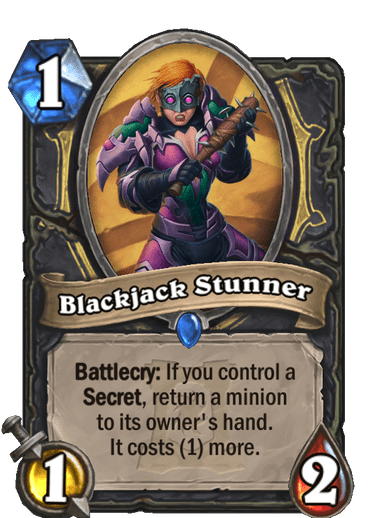 1
Blackjack Stunner
Battlecry: If you control a
Secret, return a minion
to its owner's hand.
It costs (1) more.
1
2